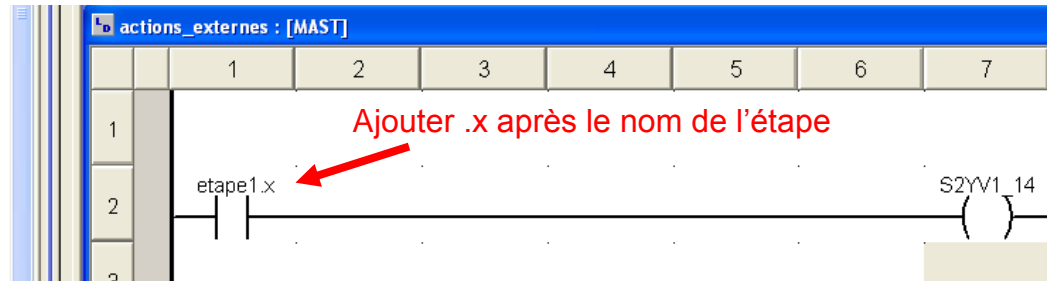 LD actions_externes : [MAST]
1 2 3 4 5 6 7
1 Ajouter .x après le nom de l'étape
etape1.x S2YV1_14
2